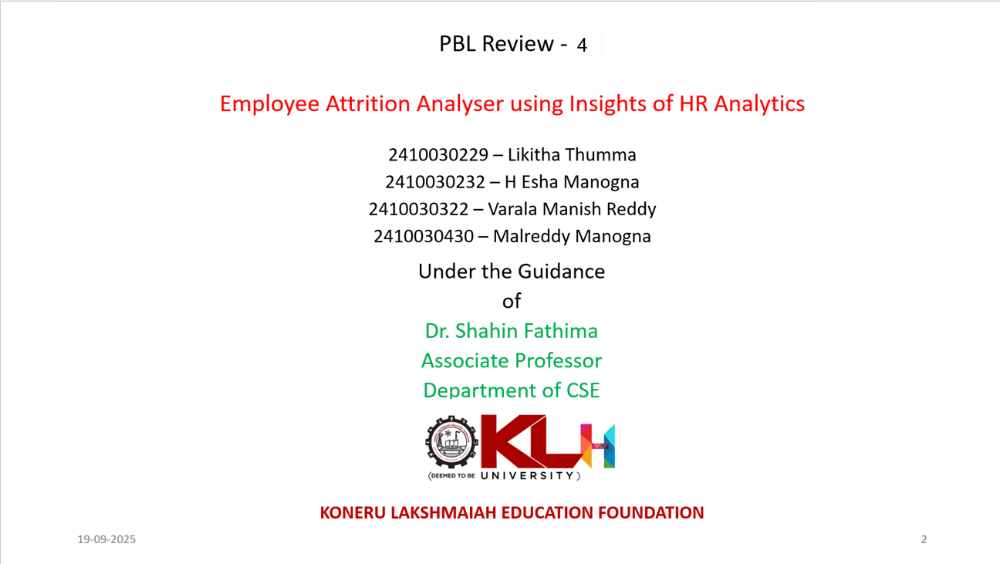 PBL Review - 4
Employee Attrition Analyser using Insights of HR Analytics
2410030229 – Likitha Thumma
2410030232 – H Esha Manogna
2410030322 – Varala Manish Reddy
2410030430 – Malreddy Manogna
Under the Guidance
of
Dr. Shahin Fathima
Associate Professor
Department of CSE
KLH
(DEEMED TO BE UNIVERSITY)
KONERU LAKSHMAIAH EDUCATION FOUNDATION
19-09-2025
2